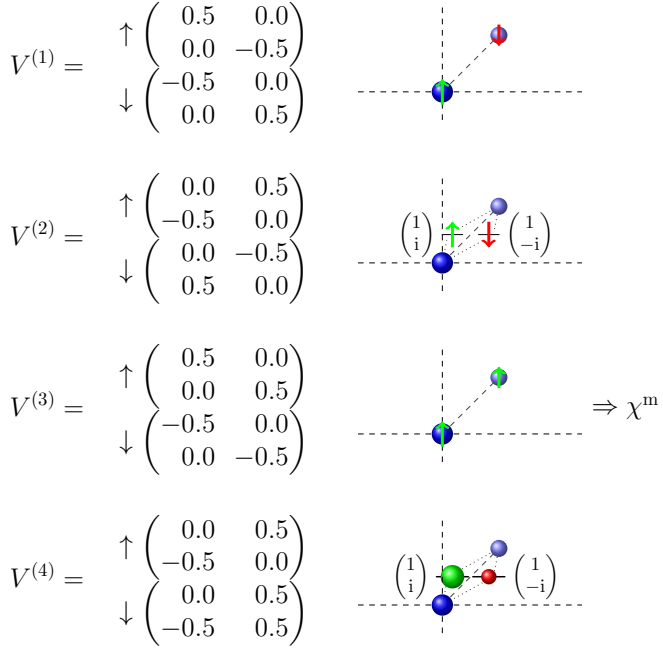 V^(1) = ↑ (0.5 0.0
0.0 −0.5)
↓ (−0.5 0.0
0.0 0.5)
V^(2) = ↑ (0.0 0.5
−0.5 0.0)
↓ (0.0 −0.5
0.5 0.0)
(1 i) (1 −i)
V^(3) = ↑ (0.5 0.0
0.0 0.5)
↓ (−0.5 0.0
0.0 −0.5)
⇒ χ^m
V^(4) = ↑ (0.0 0.5
−0.5 0.0)
↓ (0.0 0.5
−0.5 0.5)
(1 i) (1 −i)